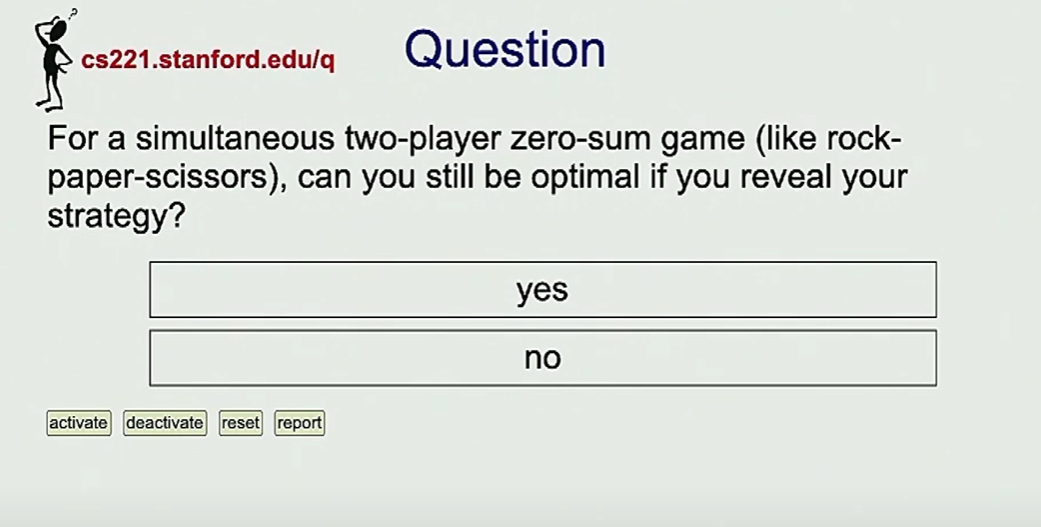 Question
cs221.stanford.edu/q
For a simultaneous two-player zero-sum game (like rock-
paper-scissors), can you still be optimal if you reveal your
strategy?
yes
no
activate deactivate reset report